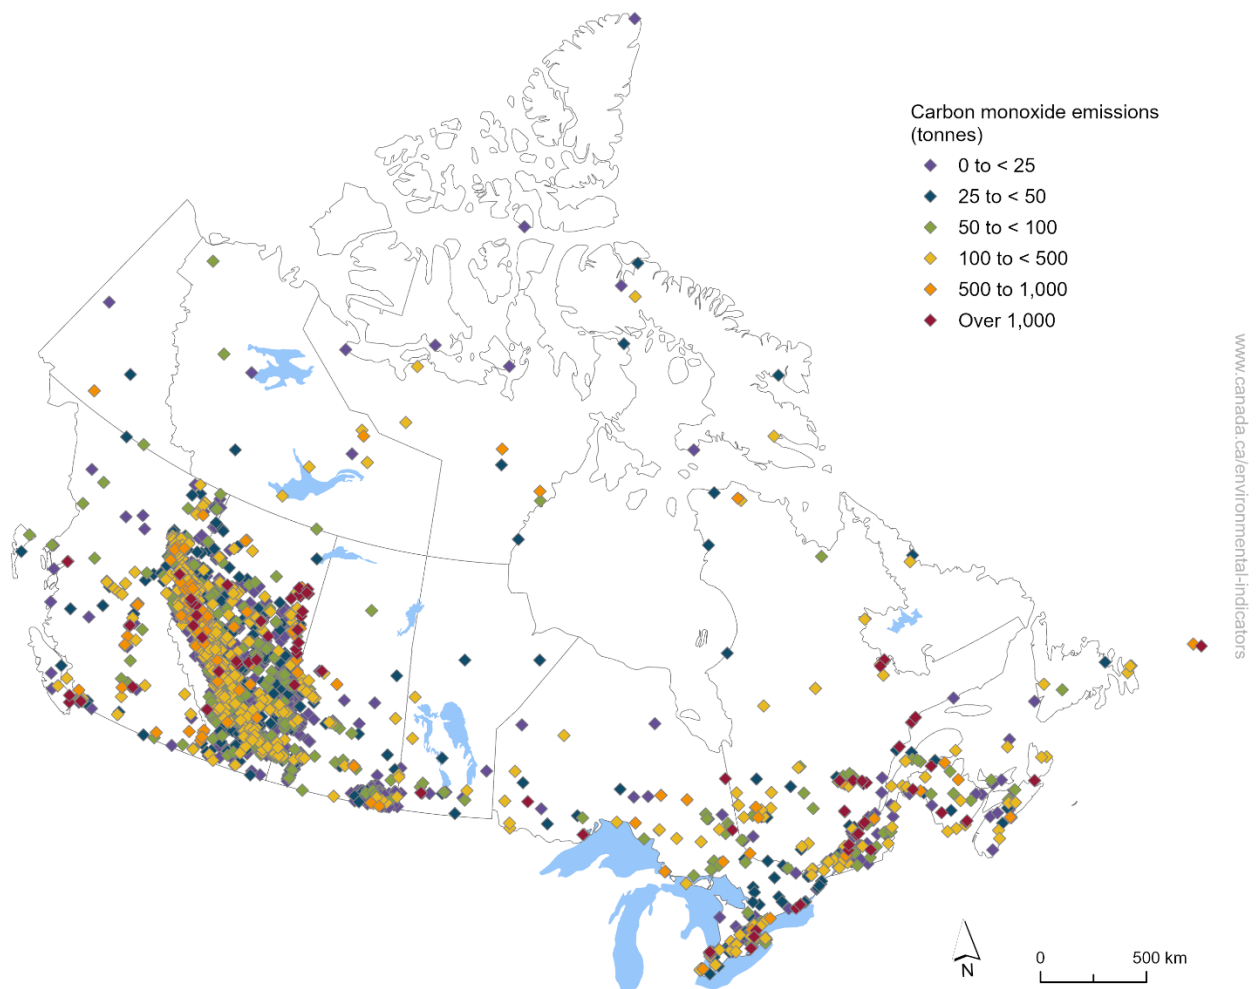 Carbon monoxide emissions
(tonnes)
0 to < 25
25 to < 50
50 to < 100
100 to < 500
500 to 1,000
Over 1,000
www.canada.ca/environmental-indicators
N
0 500 km